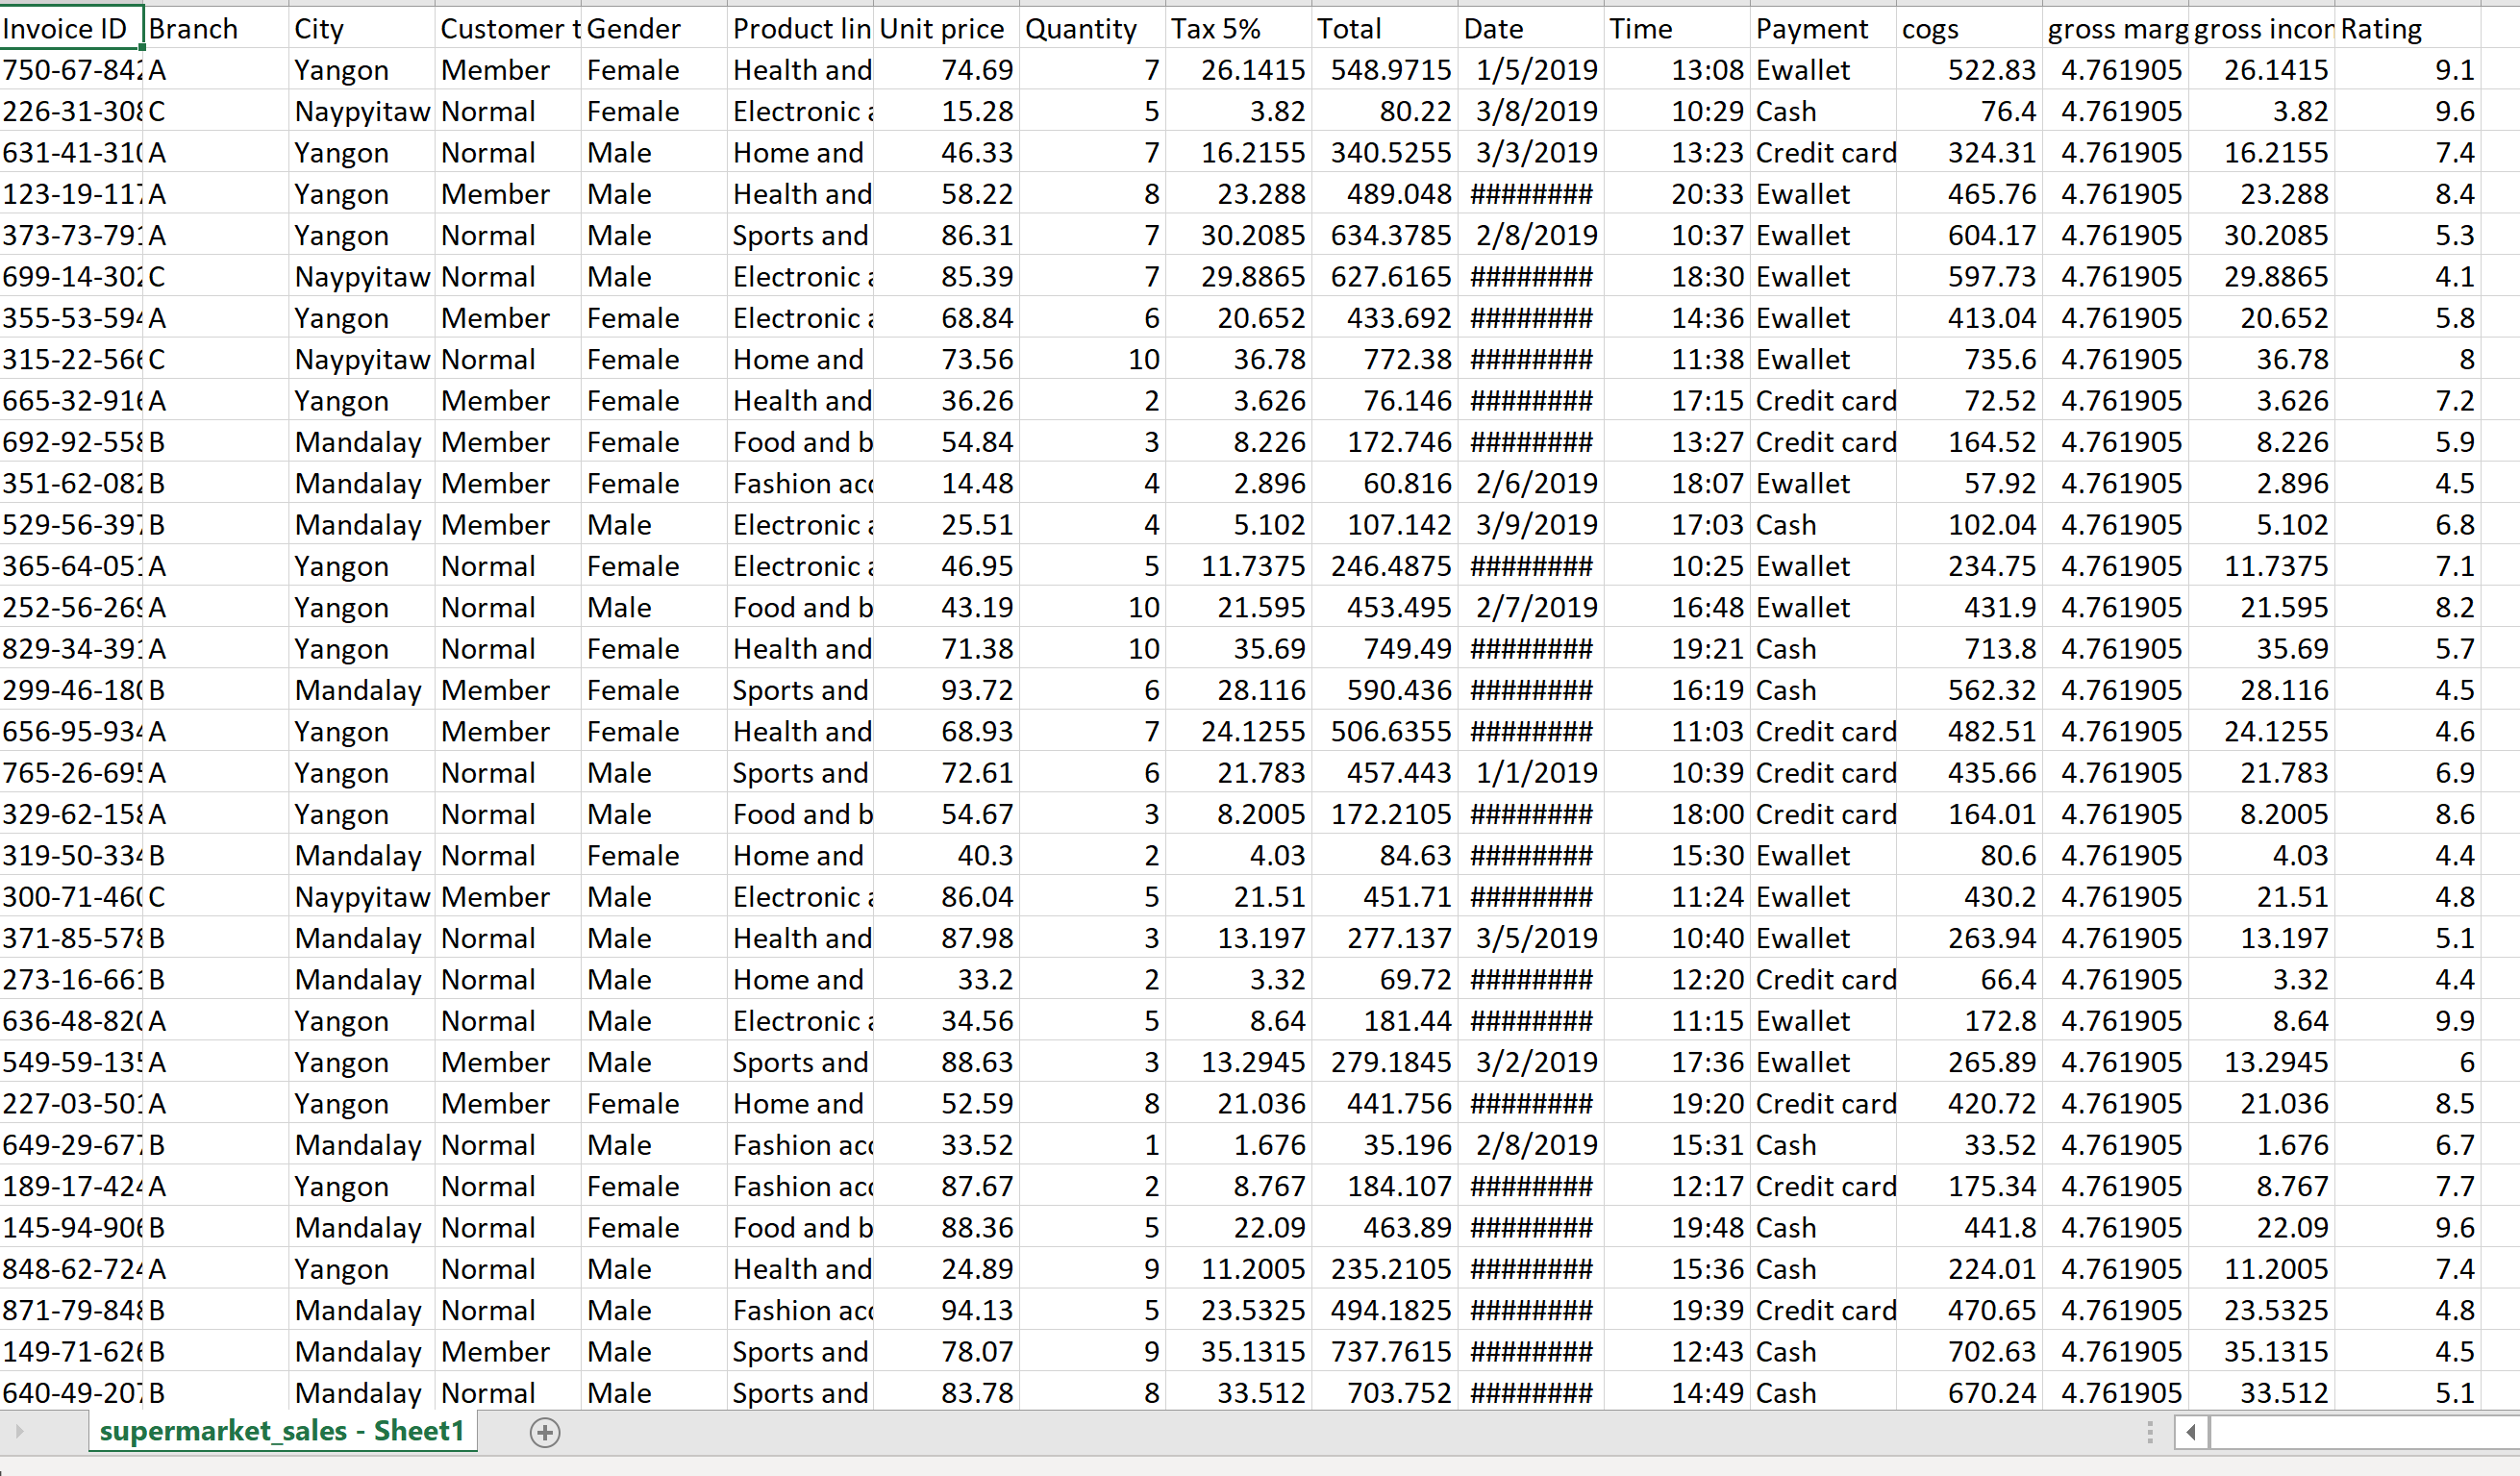 Invoice ID Branch City Customer t Gender Product lin Unit price Quantity Tax 5% Total Date Time Payment cogs gross marg gross incor Rating
750-67-842 A Yangon Member Female Health and 74.69 7 26.1415 548.9715 1/5/2019 13:08 Ewallet 522.83 4.761905 26.1415 9.1
226-31-308 C Naypyitaw Normal Female Electronic a 15.28 5 3.82 80.22 3/8/2019 10:29 Cash 76.4 4.761905 3.82 9.6
631-41-310 A Yangon Normal Male Home and 46.33 7 16.2155 340.5255 3/3/2019 13:23 Credit card 324.31 4.761905 16.2155 7.4
123-19-117 A Yangon Member Male Health and 58.22 8 23.288 489.048 ######## 20:33 Ewallet 465.76 4.761905 23.288 8.4
373-73-791 A Yangon Normal Male Sports and 86.31 7 30.2085 634.3785 2/8/2019 10:37 Ewallet 604.17 4.761905 30.2085 5.3
699-14-302 C Naypyitaw Normal Male Electronic a 85.39 7 29.8865 627.6165 ######## 18:30 Ewallet 597.73 4.761905 29.8865 4.1
355-53-594 A Yangon Member Female Electronic a 68.84 6 20.652 433.692 ######## 14:36 Ewallet 413.04 4.761905 20.652 5.8
315-22-566 C Naypyitaw Normal Female Home and 73.56 10 36.78 772.38 ######## 11:38 Ewallet 735.6 4.761905 36.78 8
665-32-916 A Yangon Member Female Health and 36.26 2 3.626 76.146 ######## 17:15 Credit card 72.52 4.761905 3.626 7.2
692-92-558 B Mandalay Member Female Food and b 54.84 3 8.226 172.746 ######## 13:27 Credit card 164.52 4.761905 8.226 5.9
351-62-082 B Mandalay Member Female Fashion acc 14.48 4 2.896 60.816 2/6/2019 18:07 Ewallet 57.92 4.761905 2.896 4.5
529-56-397 B Mandalay Member Male Electronic a 25.51 4 5.102 107.142 3/9/2019 17:03 Cash 102.04 4.761905 5.102 6.8
365-64-051 A Yangon Normal Female Electronic a 46.95 5 11.7375 246.4875 ######## 10:25 Ewallet 234.75 4.761905 11.7375 7.1
252-56-269 A Yangon Normal Male Food and b 43.19 10 21.595 453.495 2/7/2019 16:48 Ewallet 431.9 4.761905 21.595 8.2
829-34-391 A Yangon Normal Female Health and 71.38 10 35.69 749.49 ######## 19:21 Cash 713.8 4.761905 35.69 5.7
299-46-180 B Mandalay Member Female Sports and 93.72 6 28.116 590.436 ######## 16:19 Cash 562.32 4.761905 28.116 4.5
656-95-934 A Yangon Member Female Health and 68.93 7 24.1255 506.6355 ######## 11:03 Credit card 482.51 4.761905 24.1255 4.6
765-26-695 A Yangon Normal Male Sports and 72.61 6 21.783 457.443 1/1/2019 10:39 Credit card 435.66 4.761905 21.783 6.9
329-62-158 A Yangon Normal Male Food and b 54.67 3 8.2005 172.2105 ######## 18:00 Credit card 164.01 4.761905 8.2005 8.6
319-50-334 B Mandalay Normal Female Home and 40.3 2 4.03 84.63 ######## 15:30 Ewallet 80.6 4.761905 4.03 4.4
300-71-460 C Naypyitaw Member Male Electronic a 86.04 5 21.51 451.71 ######## 11:24 Ewallet 430.2 4.761905 21.51 4.8
371-85-578 B Mandalay Normal Male Health and 87.98 3 13.197 277.137 3/5/2019 10:40 Ewallet 263.94 4.761905 13.197 5.1
273-16-661 B Mandalay Normal Male Home and 33.2 2 3.32 69.72 ######## 12:20 Credit card 66.4 4.761905 3.32 4.4
636-48-820 A Yangon Normal Male Electronic a 34.56 5 8.64 181.44 ######## 11:15 Ewallet 172.8 4.761905 8.64 9.9
549-59-135 A Yangon Member Male Sports and 88.63 3 13.2945 279.1845 3/2/2019 17:36 Ewallet 265.89 4.761905 13.2945 6
227-03-501 A Yangon Member Female Home and 52.59 8 21.036 441.756 ######## 19:20 Credit card 420.72 4.761905 21.036 8.5
649-29-677 B Mandalay Normal Male Fashion acc 33.52 1 1.676 35.196 2/8/2019 15:31 Cash 33.52 4.761905 1.676 6.7
189-17-424 A Yangon Normal Female Fashion acc 87.67 2 8.767 184.107 ######## 12:17 Credit card 175.34 4.761905 8.767 7.7
145-94-906 B Mandalay Normal Female Food and b 88.36 5 22.09 463.89 ######## 19:48 Cash 441.8 4.761905 22.09 9.6
848-62-724 A Yangon Normal Male Health and 24.89 9 11.2005 235.2105 ######## 15:36 Cash 224.01 4.761905 11.2005 7.4
871-79-848 B Mandalay Normal Male Fashion acc 94.13 5 23.5325 494.1825 ######## 19:39 Credit card 470.65 4.761905 23.5325 4.8
149-71-626 B Mandalay Member Male Sports and 78.07 9 35.1315 737.7615 ######## 12:43 Cash 702.63 4.761905 35.1315 4.5
640-49-207 B Mandalay Normal Male Sports and 83.78 8 33.512 703.752 ######## 14:49 Cash 670.24 4.761905 33.512 5.1
supermarket_sales - Sheet1